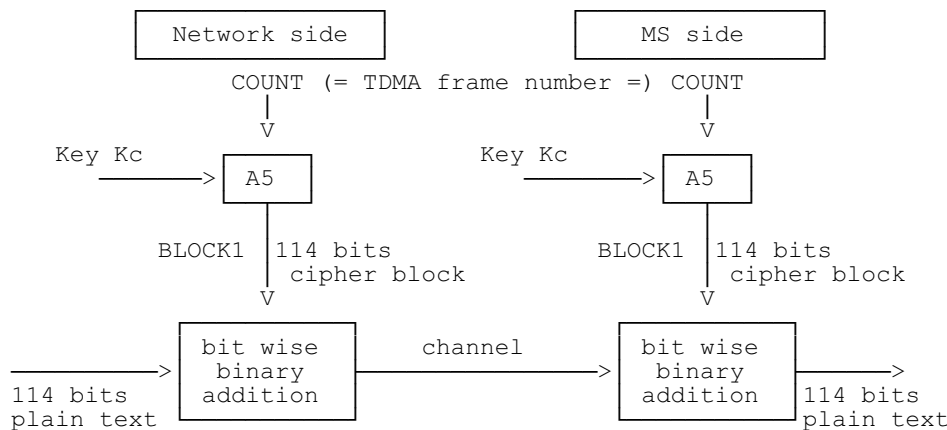 Network side MS side
COUNT (= TDMA frame number =) COUNT
V V
Key Kc Key Kc
> A5 > A5
BLOCK1 114 bits BLOCK1 114 bits
cipher block cipher block
V V
bit wise channel bit wise
> binary > binary >
114 bits addition addition 114 bits
plain text plain text